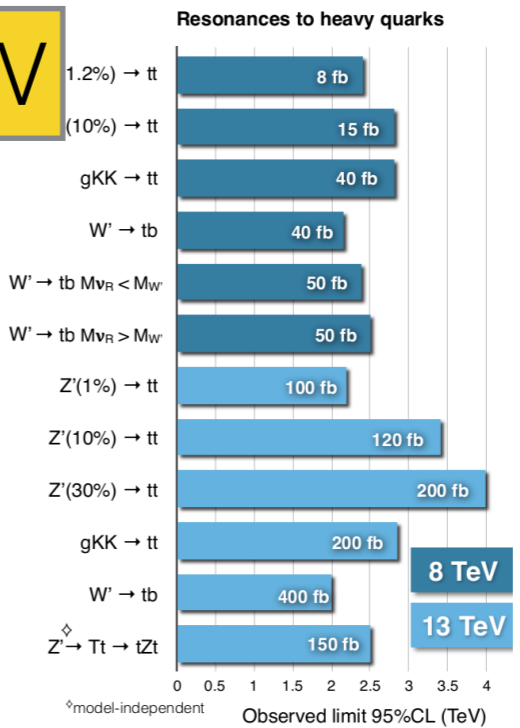 Resonances to heavy quarks
V
1.2%) → tt
8 fb
(10%) → tt
15 fb
gKK → tt
40 fb
W' → tb
40 fb
W' → tb MνR < MW'
50 fb
W' → tb MνR > MW'
50 fb
Z'(1%) → tt
100 fb
Z'(10%) → tt
120 fb
Z'(30%) → tt
200 fb
gKK → tt
200 fb
W' → tb
400 fb
Z'◇→ Tt → tZt
150 fb
8 TeV
13 TeV
0 0.5 1 1.5 2 2.5 3 3.5 4
◇model-independent
Observed limit 95%CL (TeV)